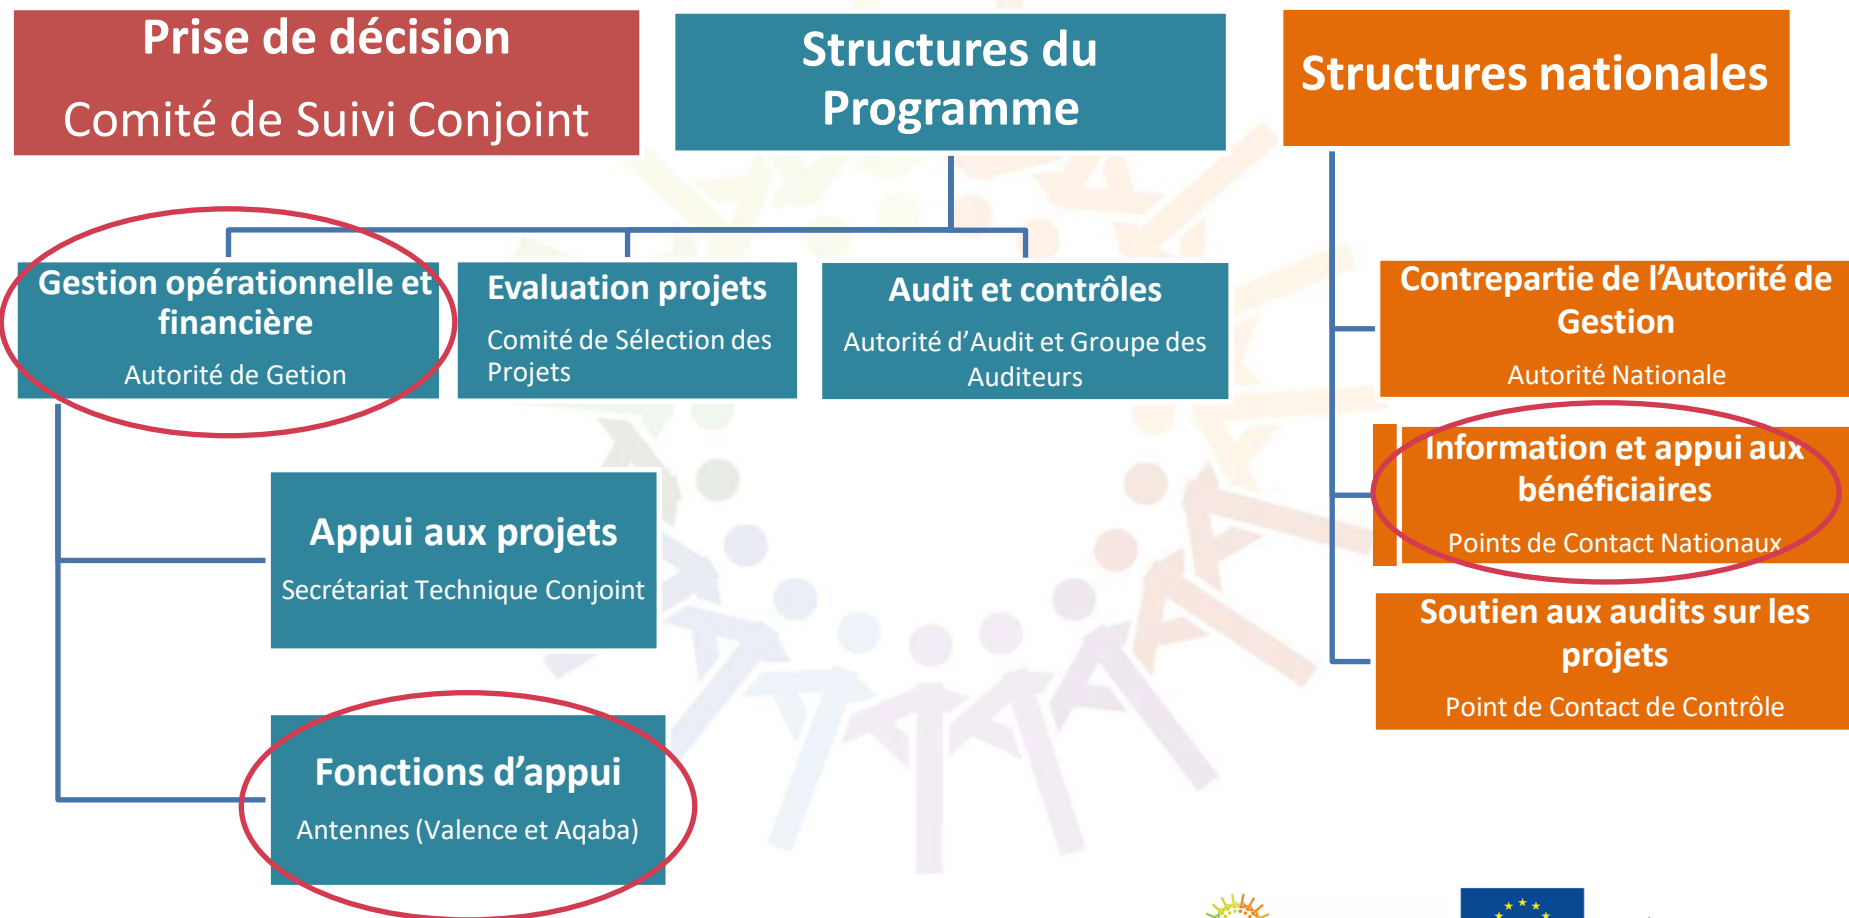 Prise de décision
Comité de Suivi Conjoint
Structures du
Programme
Structures nationales
Gestion opérationnelle et
financière
Autorité de Getion
Evaluation projets
Comité de Sélection des
Projets
Audit et contrôles
Autorité d’Audit et Groupe des
Auditeurs
Contrepartie de l’Autorité de
Gestion
Autorité Nationale
Information et appui aux
bénéficiaires
Points de Contact Nationaux
Appui aux projets
Secrétariat Technique Conjoint
Soutien aux audits sur les
projets
Point de Contact de Contrôle
Fonctions d’appui
Antennes (Valence et Aqaba)